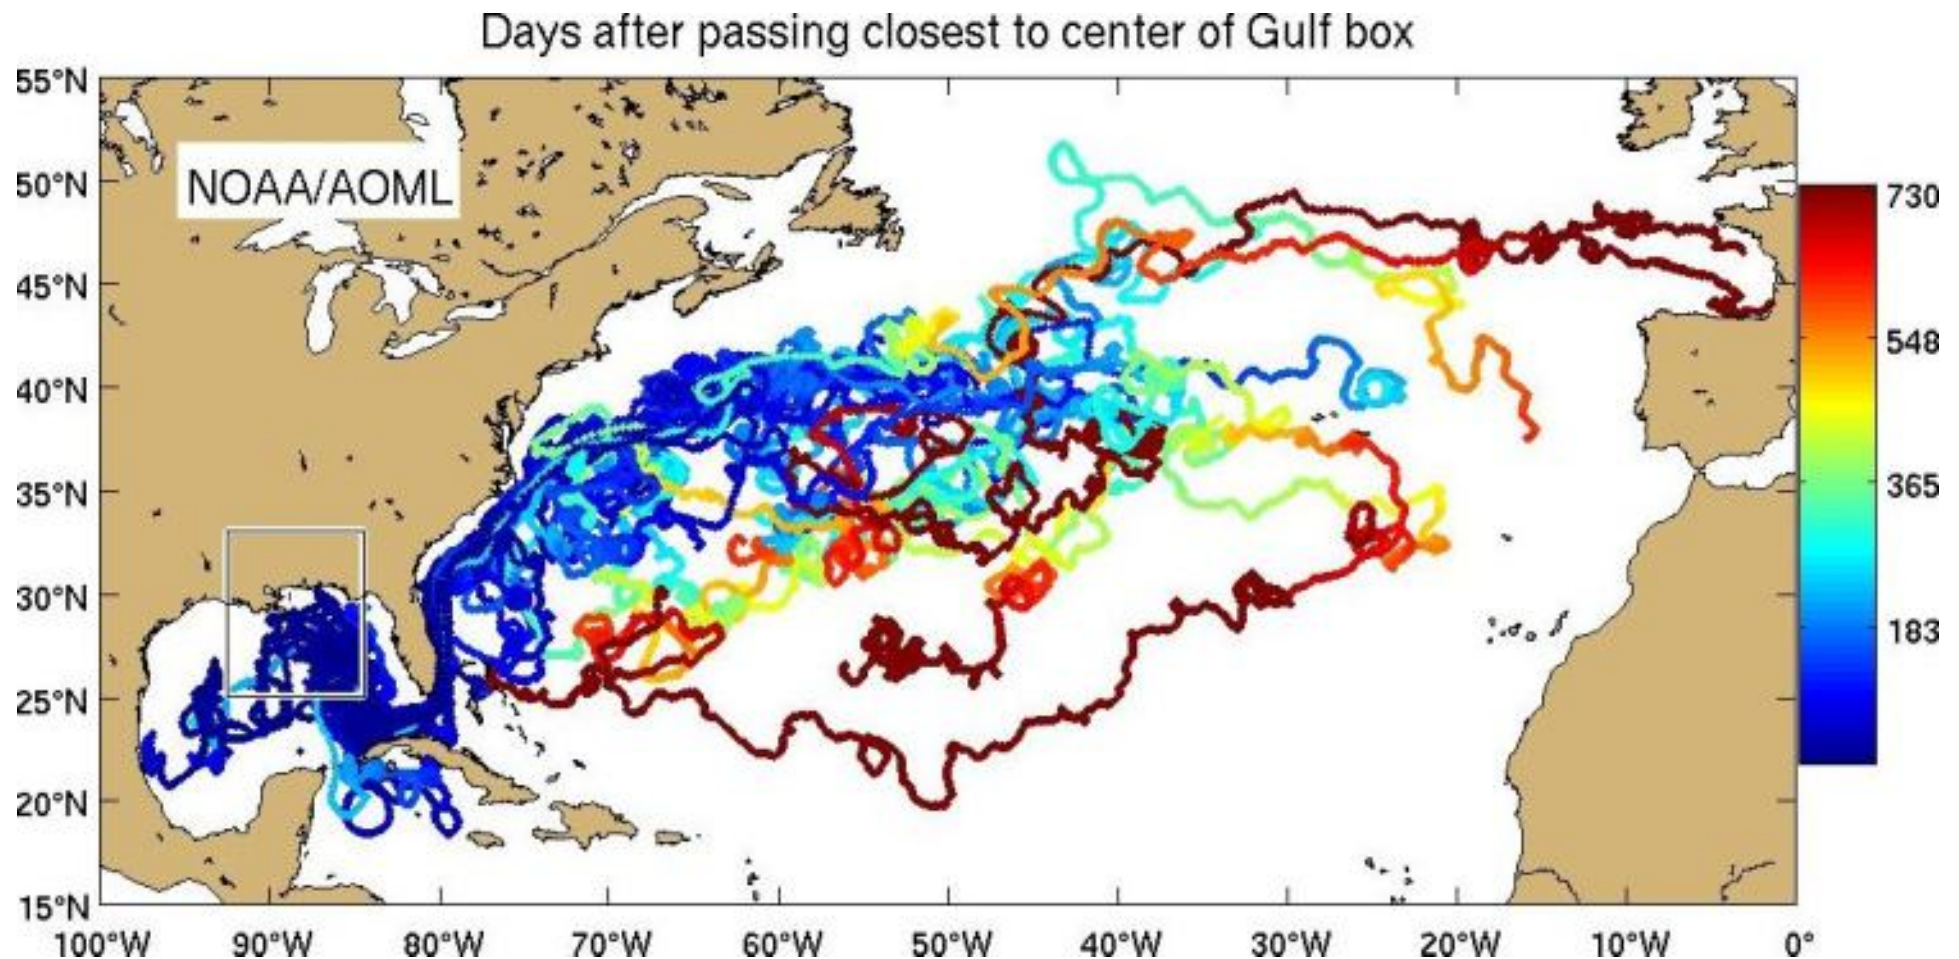 Days after passing closest to center of Gulf box
55°N
NOAA/AOML
50°N
45°N
40°N
35°N
30°N
25°N
20°N
15°N
100°W 90°W 80°W 70°W 60°W 50°W 40°W 30°W 20°W 10°W 0°
730
548
365
183